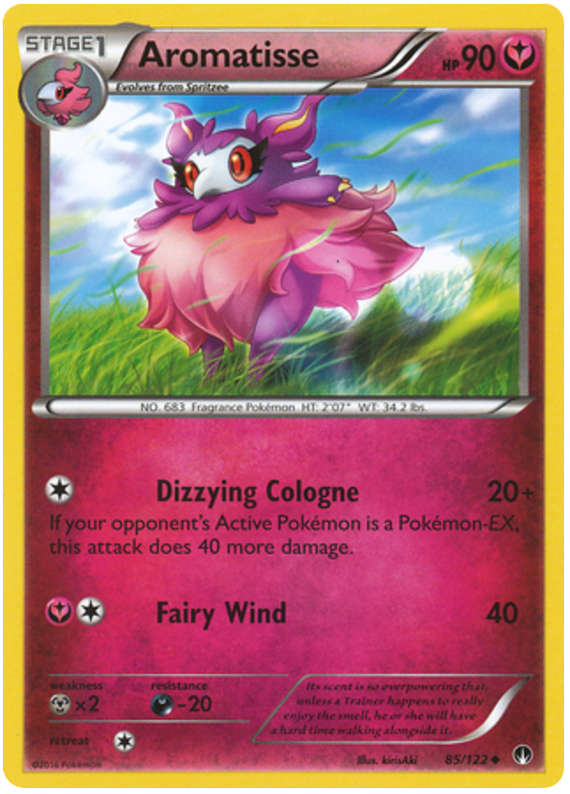 STAGE1
Aromatisse
HP 90
Evolves from Spritzee
NO. 683 Fragrance Pokémon HT: 2'07" WT: 34.2 lbs.
Dizzying Cologne 20+
If your opponent's Active Pokémon is a Pokémon-EX,
this attack does 40 more damage.
Fairy Wind 40
weakness resistance
×2 -20
retreat
Its scent is so overpowering that,
unless a Trainer happens to really
enjoy the smell, he or she will have
a hard time walking alongside it.
©2016 Pokémon
Illus. kirisAki
85/122